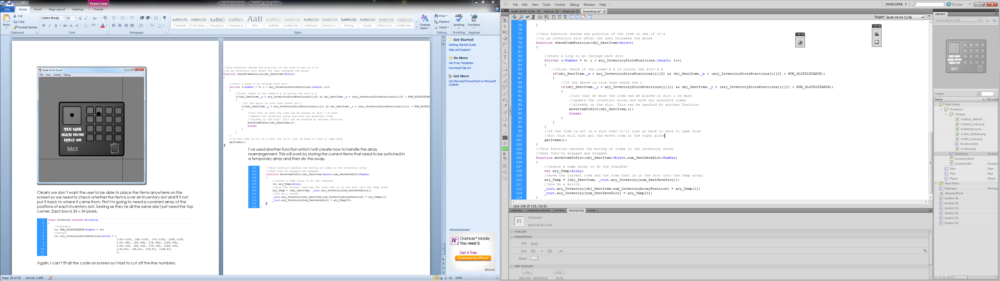 Development.docx - Microsoft Word Starter
Picture Tools
File Home Insert Page Layout Mailings Format
Paste
Cut
Copy
Format Painter
Clipboard
Calibri (Body) 11
Font
Paragraph
AaBbCcDc ¶ Normal
AaBbCcDc ¶ No Spaci...
AaBbCc Heading 1
AaBbCc Heading 2
AaB Title
AaBbCc. Subtitle
AaBbCcDc Subtle Em...
AaBbCcDc Emphasis
AaBbCcDc Intense E...
AaBbCcDc Strong
AaBbCcDc Quote
AaBbCcDc Intense Q...
AaBbCcDc Subtle Ref...
Styles
Change Styles
Find
Replace
Select
Editing
Spelling
Proofing
Purchase
Upgrade
Build-15-02-12.swf
File View Control Debug
ITEM NAME
HEALTH 000/000
EFFECT +000
BACK
Clearly we don't want the user to be able to place the items anywhere on the
screen so we need to check whether the item is over an inventory slot and if it not
put it back to where it came from. First I'm going to need a constant array of the
positions of each inventory slot. Seeing as they're all the same size I just need the top
corner. Each box is 34 x 34 pixels.
1 class Inventory extends MovieClip
2 {
3 //Constants
4 var NUM_SLOTDISTANCE:Number = 34;
5 //Arrays
6 var ary_InventorySlotsPositions:Array = [
7 [-24,-119], [26,-119], [76,-119], [126,-119],
8 [-24,-69], [26,-69], [76,-69], [126,-69],
9 [-24,-19], [26,-19], [76,-19], [126,-19],
10 [-24,31], [26,31], [76,31], [126,31]
11 ];
Again, I can't fit all the code on screen so I had to cut off the line numbers.
//this function checks the position of the item to see if it's
//in an inventory slot after the user releases the mouse
function checkItemPosition(obj_SentItem:Object)
{
//start a loop to go through each slot
for(var i:Number = 0; i < ary_InventorySlotsPositions.length; i++)
{
//first check if the items's x is within the slot's x
if(obj_SentItem._x > ary_InventorySlotsPositions[i][0] && obj_SentItem._x < (ary_InventorySlotsPositions[i][0] + NUM_SLOTDISTAN
{
//If the above is true then check the y
if(obj_SentItem._y > ary_InventorySlotsPositions[i][1] && obj_SentItem._y < (ary_InventorySlotsPositions[i][1] + NUM_SLOTDI
{
//now that we know the item can be placed in slot i we must
//update the inventory array and move any possible items
//already in the slot. This can be handled by another function
moveItemToSlot(obj_SentItem,i);
break;
}
}
}
//if the item is not in a slot the it'll just go back to were it came from
getItems();
}
I've used another function which I will create now to handle the array
rearrangement. This will work by storing the current items that need to be switched in
a temporary array and then do the swap.
102 //This function handles the moving of items in the inventory array
103 //when they're dragged and dropped
104 function moveItemToSlot(obj_SentItem:Object,num_SentSaveSlot:Number)
105 {
106 //create a temp array to do the transfer
107 var ary_Temp:Array;
108 //move the current item and the item that is in the slot into the temp array
109 ary_Temp = [obj_SentItem, _root.ary_Inventory[num_SentSaveSlot]];
110 //now do a switch
111 _root.ary_Inventory[obj_SentItem.num_InventoryArrayPosition] = ary_Temp[1];
112 _root.ary_Inventory[num_SentSaveSlot] = ary_Temp[0];
113 }
114 }
Get Started
Getting Started Guide
Help and Support
Do More
Get Free Templates
Download Clip Art
Get More
Get Microsoft PowerPoint or Microsoft
Outlook
Advertisement
OneNote™ Mobile.
You need it.
Get it free.
Download for iPhone
Microsoft
Page: 30 of 30 Words: 2,480
100%
Fl File Edit View Tools Control Debug Window Help
DEVELOPER
CS Live
Build-18-02-12.fla Item.as Player.as Inventory.as*
Target: Build-18-02-12.fla
75 }
76
77 //this function checks the position of the item to see if it's
78 //in an inventory slot after the user releases the mouse
79 function checkItemPosition(obj_SentItem:Object)
80 {
81
82 //start a loop to go through each slot
83 for(var i:Number = 0; i < ary_InventorySlotsPositions.length; i++)
84 {
85 //first check if the items's x is within the slot's x
86 if(obj_SentItem._x > ary_InventorySlotsPositions[i][0] && obj_SentItem._x < (ary_InventorySlotsPositions[i][0] + NUM_SLOTDISTANCE))
87 {
88 //If the above is true then check the y
89 if(obj_SentItem._y > ary_InventorySlotsPositions[i][1] && obj_SentItem._y < (ary_InventorySlotsPositions[i][1] + NUM_SLOTDISTANCE))
90 {
91 //now that we know the item can be placed in slot i we must
92 //update the inventory array and move any possible items
93 //already in the slot. This can be handled by another function
94 moveItemToSlot(obj_SentItem,i);
95 break;
96 }
97 }
98 }
99 //if the item is not in a slot then it'll just go back to were it came from
100 //but this will also put the moved item in the right place
101 getItems();
102 }
103 //This function handles the moving of items in the inventory array
104 //when they're dragged and dropped
105 function moveItemToSlot(obj_SentItem:Object,num_SentSaveSlot:Number)
106 {
107 //create a temp array to do the transfer
108 var ary_Temp:Array;
109 //move the current item and the item that is in the slot into the temp array
110 ary_Temp = [obj_SentItem, _root.ary_Inventory[num_SentSaveSlot]];
111 //now do a switch
112 _root.ary_Inventory[obj_SentItem.num_InventoryArrayPosition] = ary_Temp[1];
113 _root.ary_Inventory[num_SentSaveSlot] = ary_Temp[0];
114 }
Line 100 of 115, Col 61
TIMELINE COMPILER ERRORS OUTPUT PROPERTIES SCENE
Fl Document
Build-18-02-12.fla
PUBLISH
PROPERTIES
FPS: 45.00
Size: 550 x 550 px
Stage:
SWF HISTORY
Log Clear
365.3 KB 18/02/2012 08:43
LIBRARY
Build-18-02-12.fla
ITEM NAME
HEALTH 000/000
EFFECT +000
BACK
74 items
Name AS Linka
Main Game
Inventory
Images
invBack_default....
invBack_over.png
InvBackground....
invBin_default.png
invBin_over.png
InventorySlot
invSlot.png
Inventory Invento
InventoryBack
InventoryBin Invento
Item Item
Map Map
Player Player
Main Menu
Message Messag
StandardFont
Symbol 48
Symbol 50
Symbol 51
Symbol 52
Symbol 53
Symbol 54